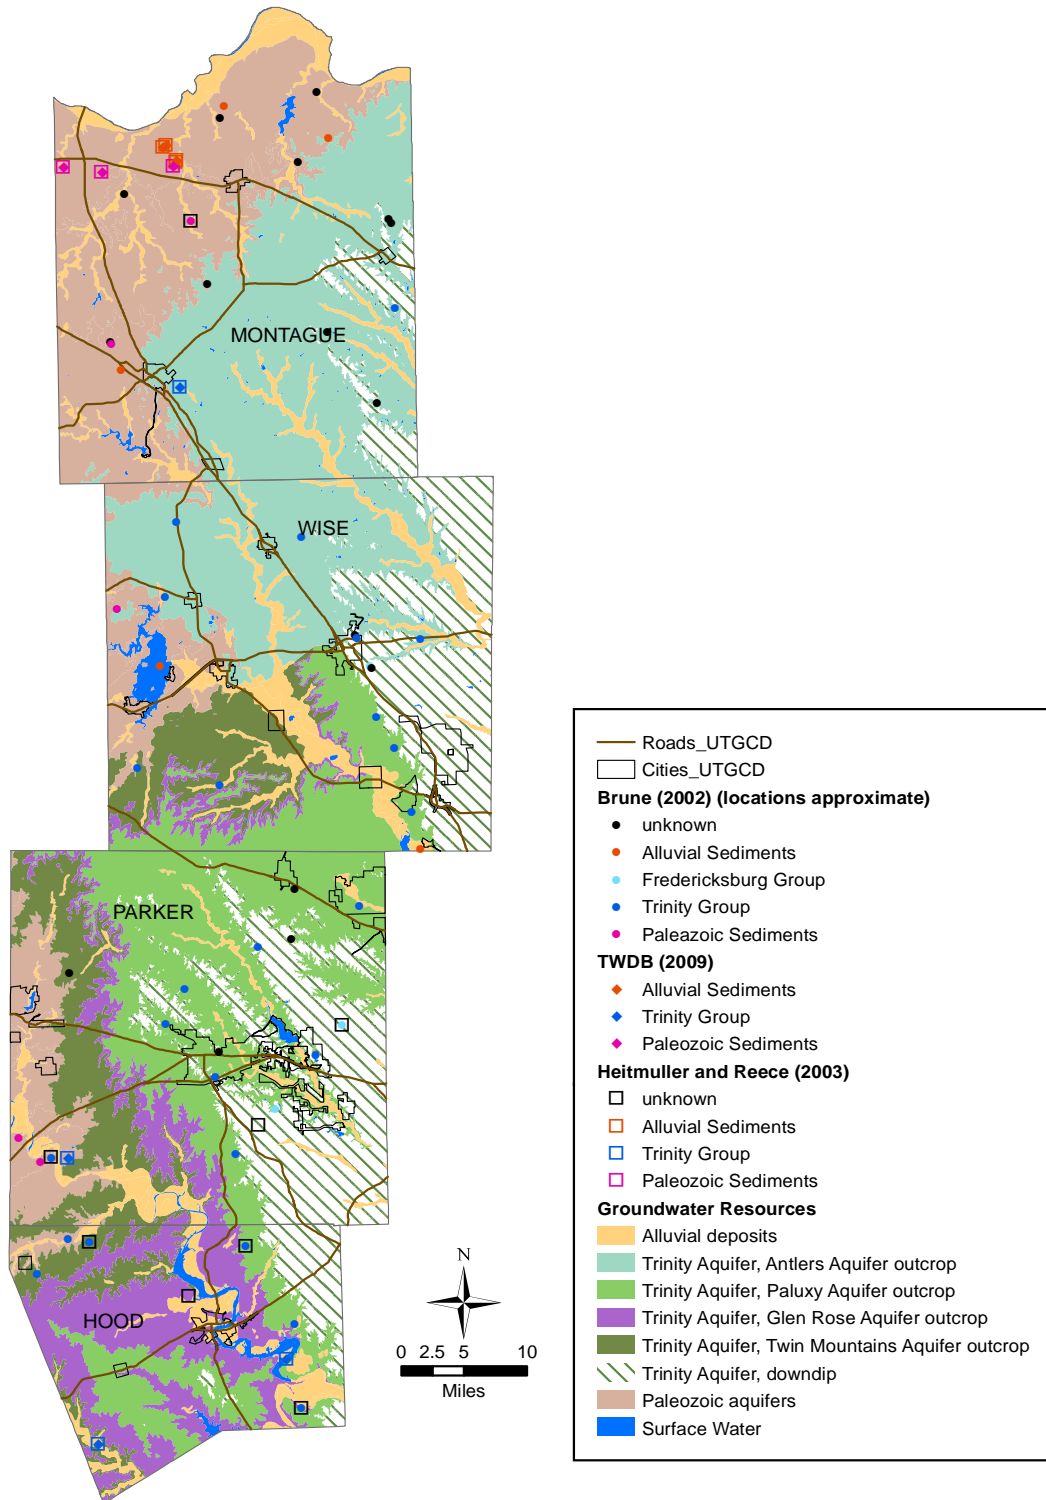 MONTAGUE
WISE
PARKER
HOOD
N
0 2.5 5 10
Miles
Roads_UTGCD
Cities_UTGCD
Brune (2002) (locations approximate)
unknown
Alluvial Sediments
Fredericksburg Group
Trinity Group
Paleazoic Sediments
TWDB (2009)
Alluvial Sediments
Trinity Group
Paleozoic Sediments
Heitmuller and Reece (2003)
unknown
Alluvial Sediments
Trinity Group
Paleozoic Sediments
Groundwater Resources
Alluvial deposits
Trinity Aquifer, Antlers Aquifer outcrop
Trinity Aquifer, Paluxy Aquifer outcrop
Trinity Aquifer, Glen Rose Aquifer outcrop
Trinity Aquifer, Twin Mountains Aquifer outcrop
Trinity Aquifer, downdip
Paleozoic aquifers
Surface Water